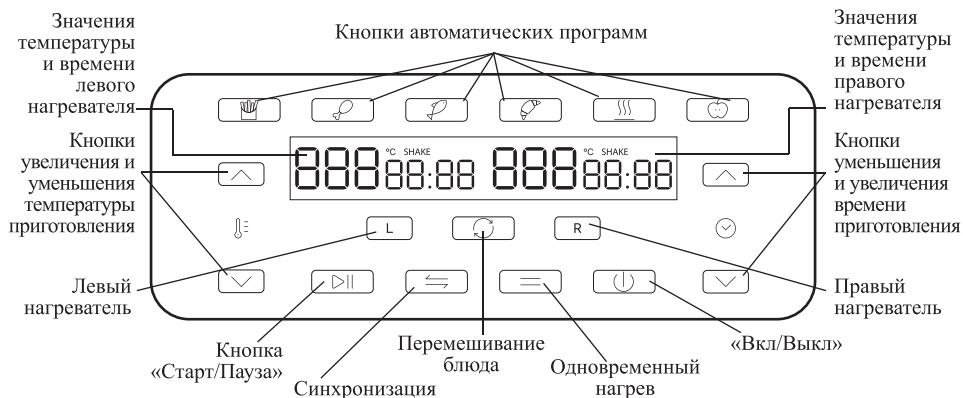 Значения
температуры
и времени
левого
нагревателя
Кнопки автоматических программ
Значения
температуры
и времени
правого
нагревателя
Кнопки
увеличения и
уменьшения
температуры
приготовления
888 °C SHAKE 88:88 888 °C SHAKE 88:88
Кнопки
уменьшения
и увеличения
времени
приготовления
L
R
Левый
нагреватель
Правый
нагреватель
Кнопка
«Старт/Пауза»
Синхронизация
Перемешивание
блюда
Одновременный
нагрев
«Вкл/Выкл»